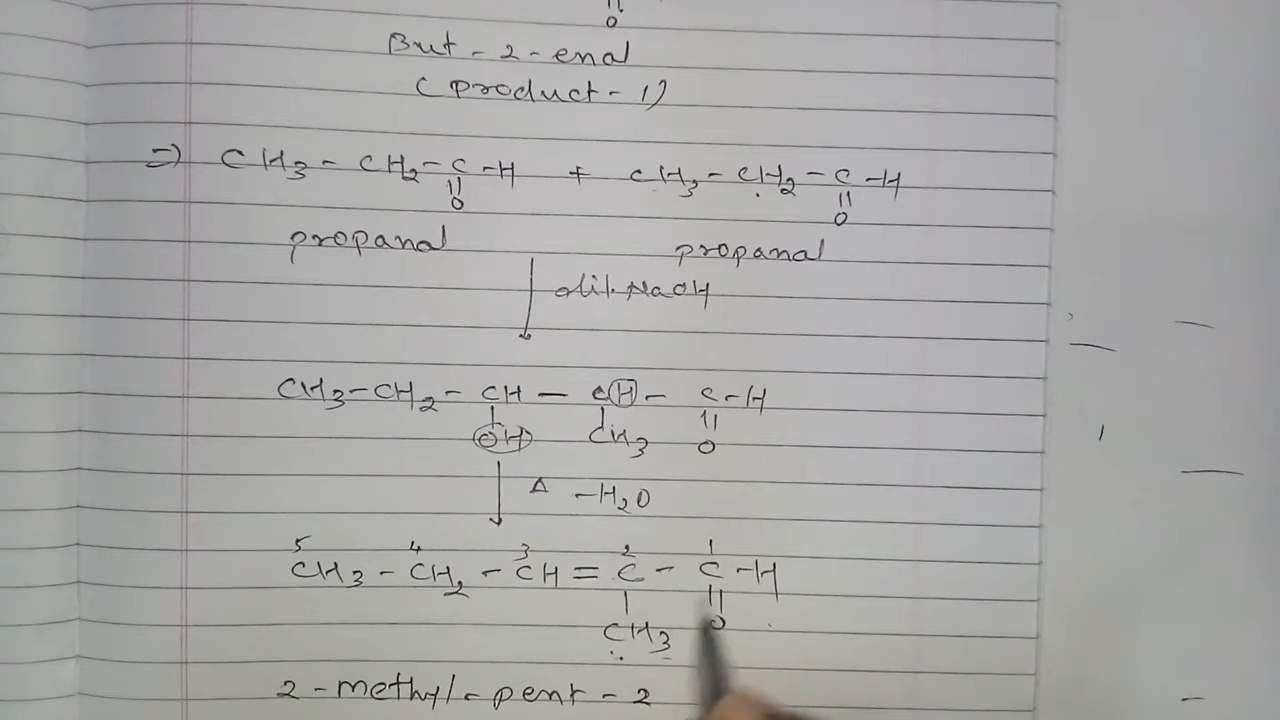 O
But - 2 - enal
(product - 1)
⇒ CH3 - CH2 - C - H + CH3 - CH2 - C - H
|| ||
O O
propanal propanal
↓ dil. NaOH
CH3 - CH2 - CH - CH - C - H
| | ||
OH CH3 O
↓ Δ -H2O
5 4 3 2 1
CH3 - CH2 - CH = C - C - H
| ||
CH3 O
2 - methyl - pent - 2